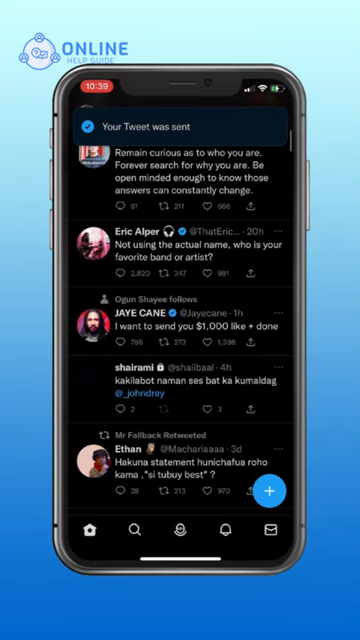 ONLINE
HELP GUIDE
10:39
Your Tweet was sent
Remain curious as to who you are.
Forever search for why you are. Be
open minded enough to know those
answers can constantly change.
61 211 666
Eric Alper 🎧 @ThatEric... · 20h
Not using the actual name, who is your
favorite band or artist?
2,820 347 991
Ogun Shayee follows
JAYE CANE @Jayecane · 1h
I want to send you $1,000 like + done
786 273 1,398
shairami @shaiibaal · 4h
kakilabot naman ses bat ka kumaldag
@_johndrey
2 3
Mr Fallback Retweeted
Ethan @Machariaaaa · 3d
Hakuna statement hunichafua roho
kama ,"si tubuy best" ?
28 213 970